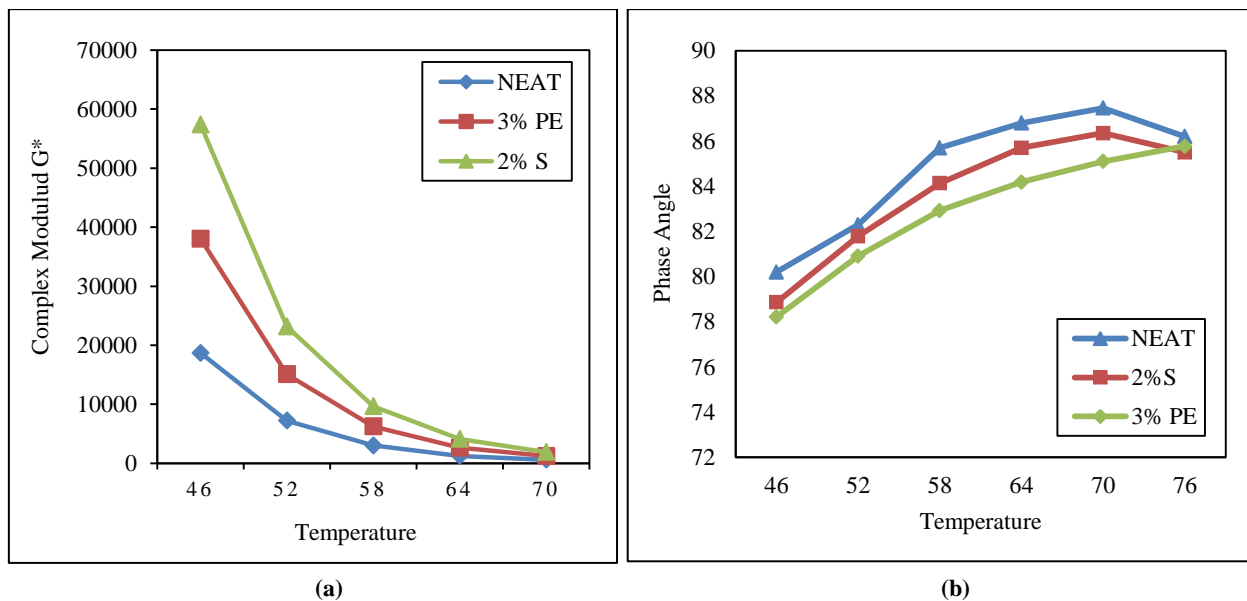 70000
60000
50000
40000
30000
20000
10000
0
Complex Modulud G*
NEAT
3% PE
2% S
46 52 58 64 70
Temperature
(a)
90
88
86
84
82
80
78
76
74
72
Phase Angle
NEAT
2%S
3% PE
46 52 58 64 70 76
Temperature
(b)